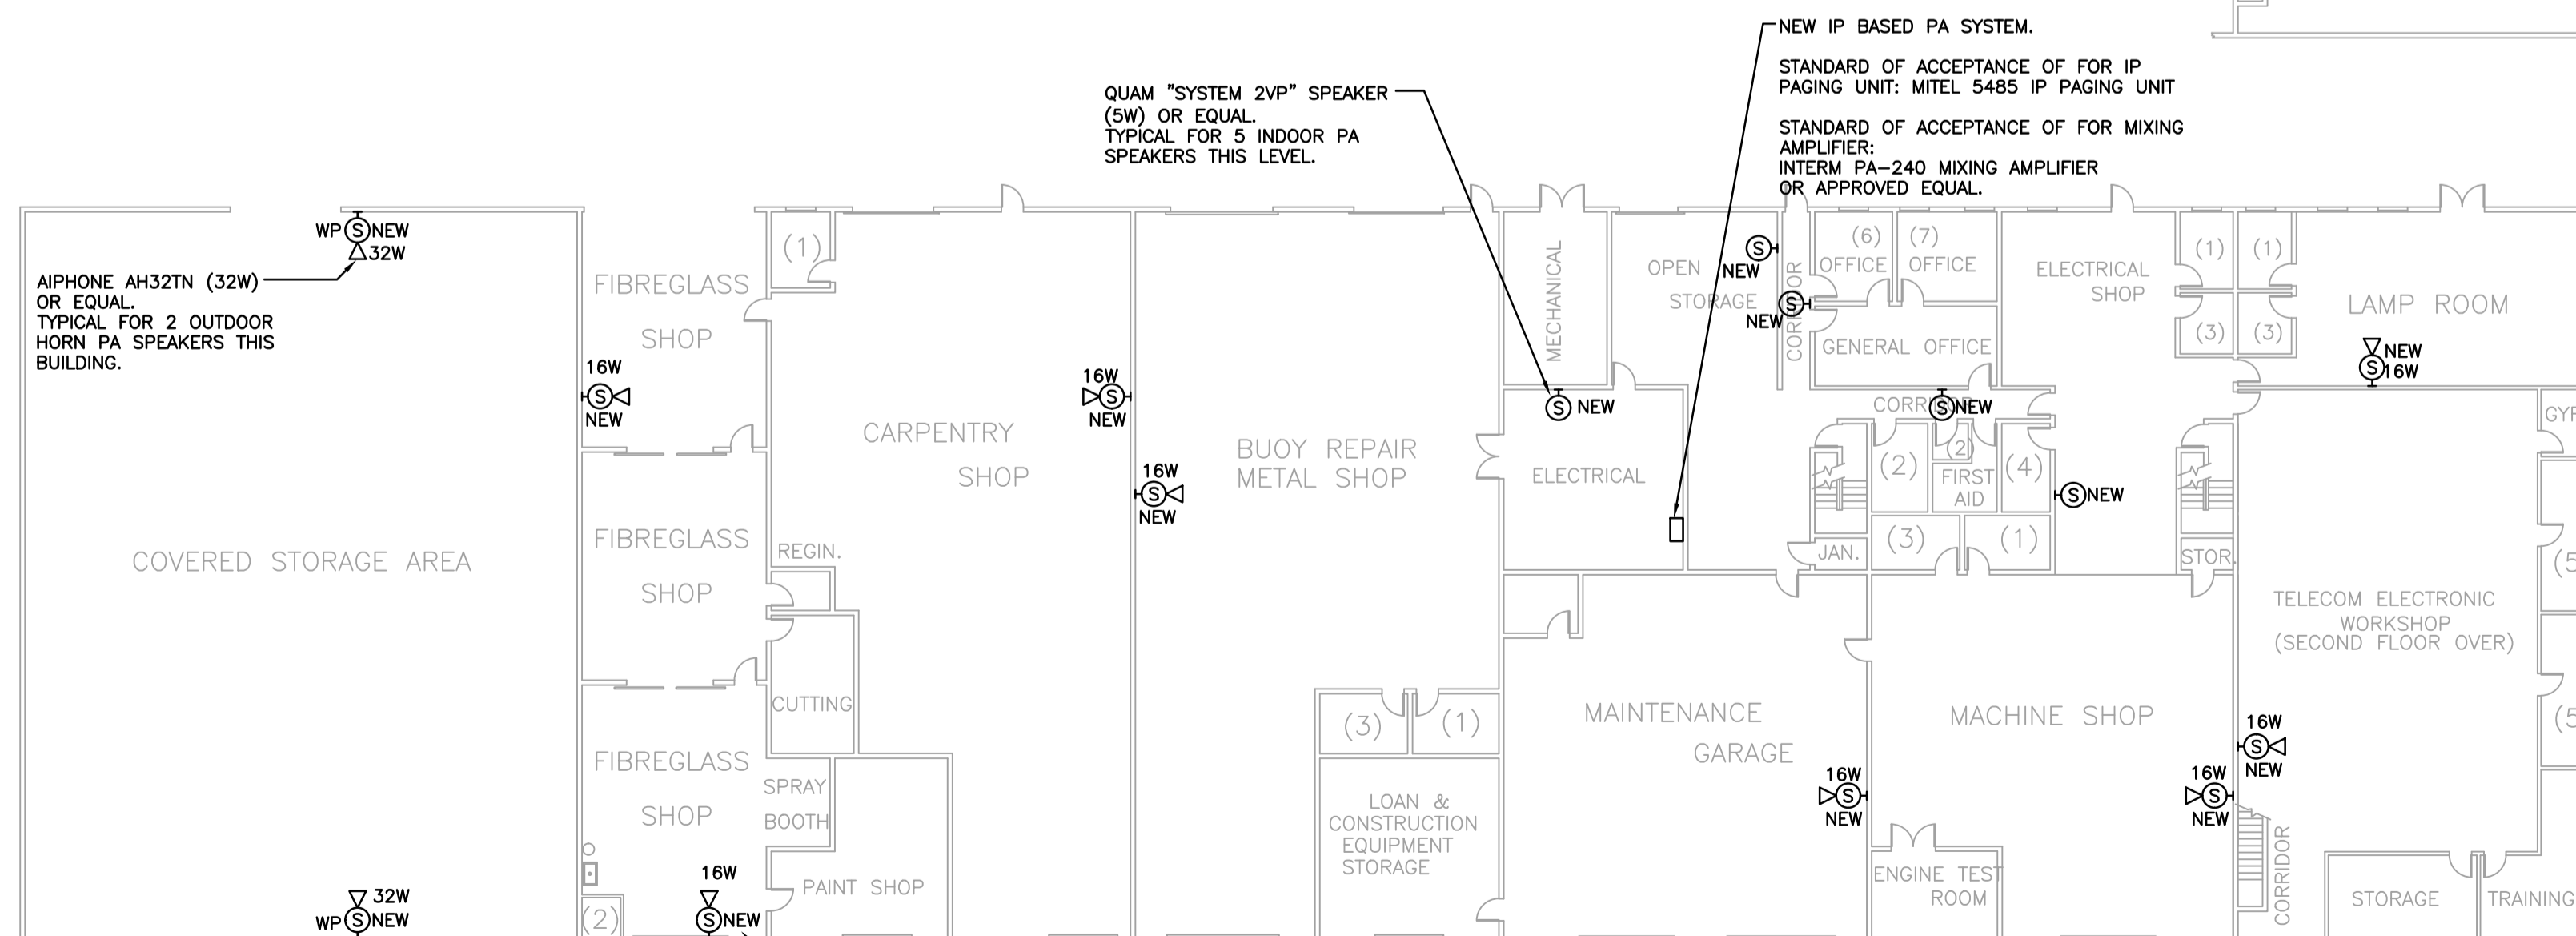 NEW IP BASED PA SYSTEM.
STANDARD OF ACCEPTANCE OF FOR IP
PAGING UNIT: MITEL 5485 IP PAGING UNIT
STANDARD OF ACCEPTANCE OF FOR MIXING
AMPLIFIER:
INTERM PA-240 MIXING AMPLIFIER
OR APPROVED EQUAL.
QUAM "SYSTEM 2VP" SPEAKER
(5W) OR EQUAL.
TYPICAL FOR 5 INDOOR PA
SPEAKERS THIS LEVEL.
WP S NEW
32W
AIPHONE AH32TN (32W)
OR EQUAL.
TYPICAL FOR 2 OUTDOOR
HORN PA SPEAKERS THIS
BUILDING.
COVERED STORAGE AREA
32W
WP S NEW
FIBREGLASS
SHOP
16W
S
NEW
FIBREGLASS
SHOP
FIBREGLASS
SHOP
(2)
16W
S NEW
(1)
CARPENTRY
SHOP
16W
S
NEW
REGIN.
CUTTING
SPRAY
BOOTH
PAINT SHOP
BUOY REPAIR
METAL SHOP
16W
S
NEW
(3)
(1)
LOAN &
CONSTRUCTION
EQUIPMENT
STORAGE
MECHANICAL
OPEN
STORAGE
S
NEW
S
NEW
CORRIDOR
S NEW
ELECTRICAL
(6)
OFFICE
(7)
OFFICE
GENERAL OFFICE
CORRIDOR
S NEW
(2)
(2)
FIRST
AID
(4)
JAN.
(3)
(1)
ELECTRICAL
SHOP
S NEW
(1)
(1)
(3)
(3)
LAMP ROOM
NEW
S 16W
STOR.
MAINTENANCE
GARAGE
16W
S
NEW
MACHINE SHOP
16W
S
NEW
ENGINE TEST
ROOM
TELECOM ELECTRONIC
WORKSHOP
(SECOND FLOOR OVER)
16W
S
NEW
CORRIDOR
STORAGE
TRAINING
(5
(5